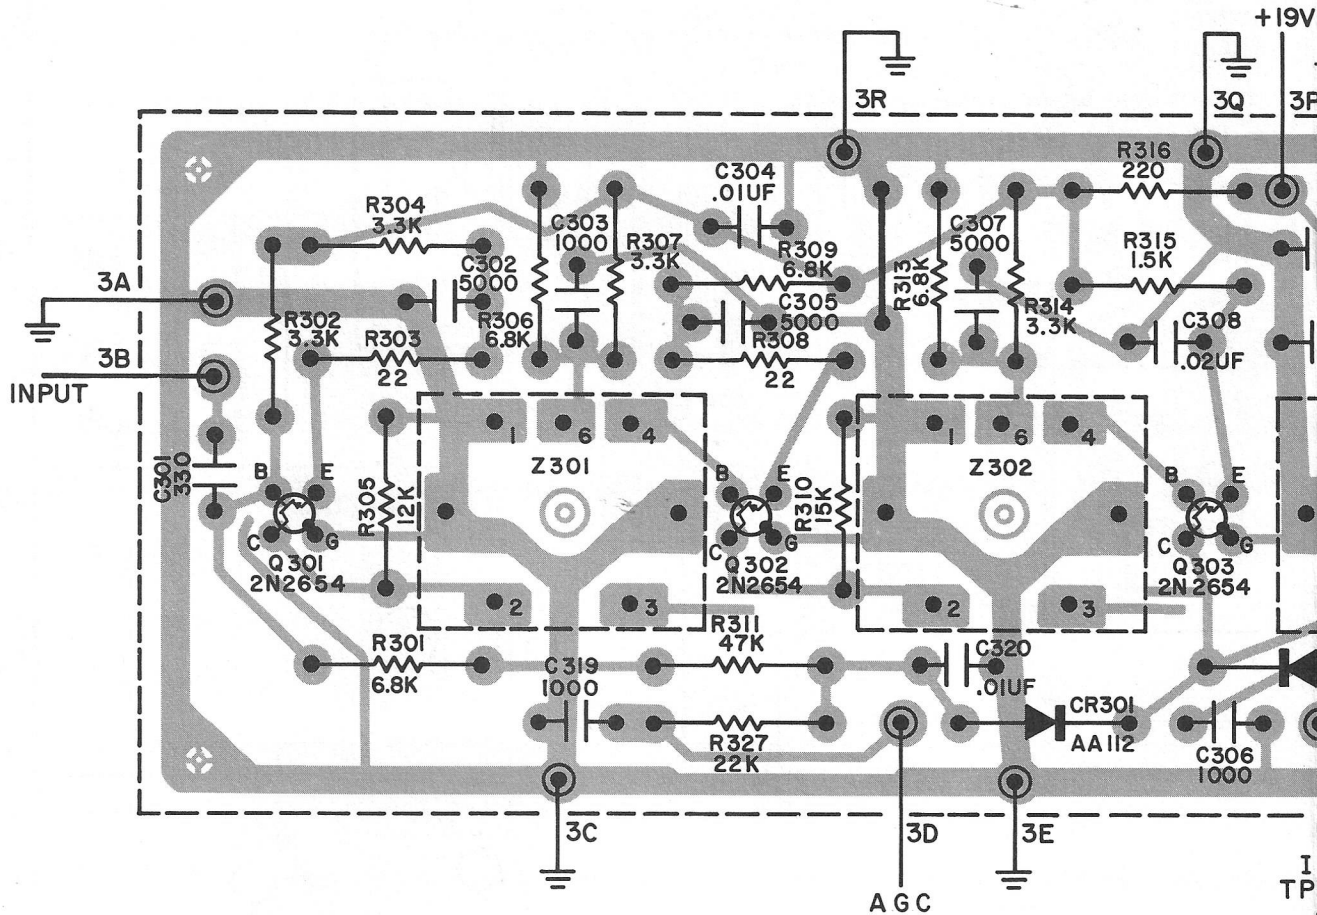 +19V
3R
3Q
3P
R316
220
C304
.01UF
R304
3.3K
C303
1000
R307
3.3K
C307
5000
R309
6.8K
R313
6.8K
R315
1.5K
3A
C302
5000
R306
6.8K
C305
5000
R314
3.3K
R302
3.3K
R303
22
R308
22
C308
.02UF
3B
INPUT
1
6
4
1
6
4
Z301
Z302
C301
330
B
E
C
G
R305
12K
B
E
C
G
R310
15K
B
E
C
G
Q301
2N2654
Q302
2N2654
Q303
2N2654
2
3
2
3
R311
47K
R301
6.8K
C319
1000
C320
.01UF
CR301
AA112
R327
22K
C306
1000
3C
3D
3E
AGC
I
TP